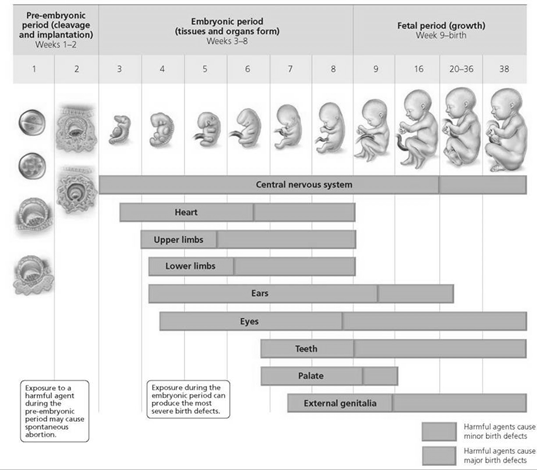 Pre-embryonic
period (cleavage
and implantation)
Weeks 1–2
Embryonic period
(tissues and organs form)
Weeks 3–8
Fetal period (growth)
Week 9–birth
1 2 3 4 5 6 7 8 9 16 20–36 38
Central nervous system
Heart
Upper limbs
Lower limbs
Ears
Eyes
Teeth
Palate
External genitalia
Exposure to a
harmful agent
during the
pre-embryonic
period may cause
spontaneous
abortion.
Exposure during the
embryonic period can
produce the most
severe birth defects.
Harmful agents cause
minor birth defects
Harmful agents cause
major birth defects